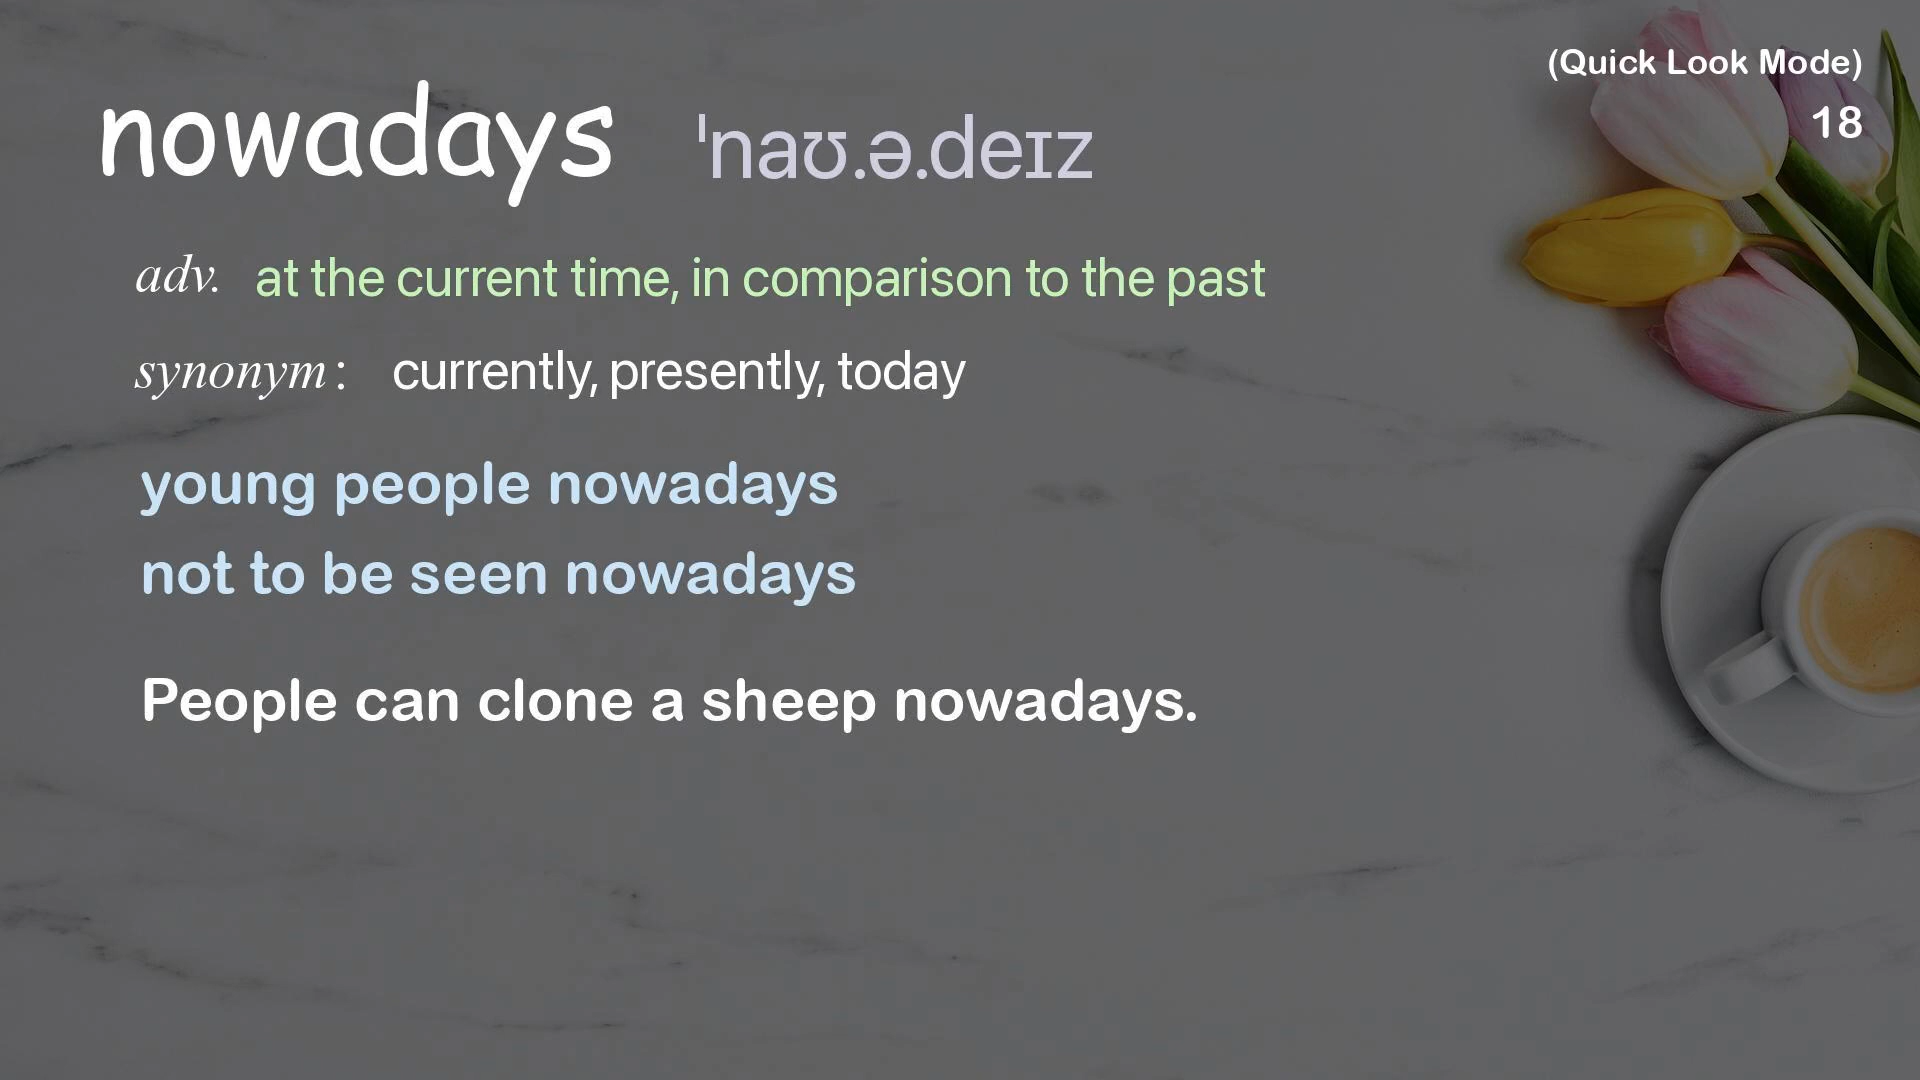 (Quick Look Mode)
18
nowadays ˈnaʊ.ə.deɪz
adv. at the current time, in comparison to the past
synonym: currently, presently, today
young people nowadays
not to be seen nowadays
People can clone a sheep nowadays.